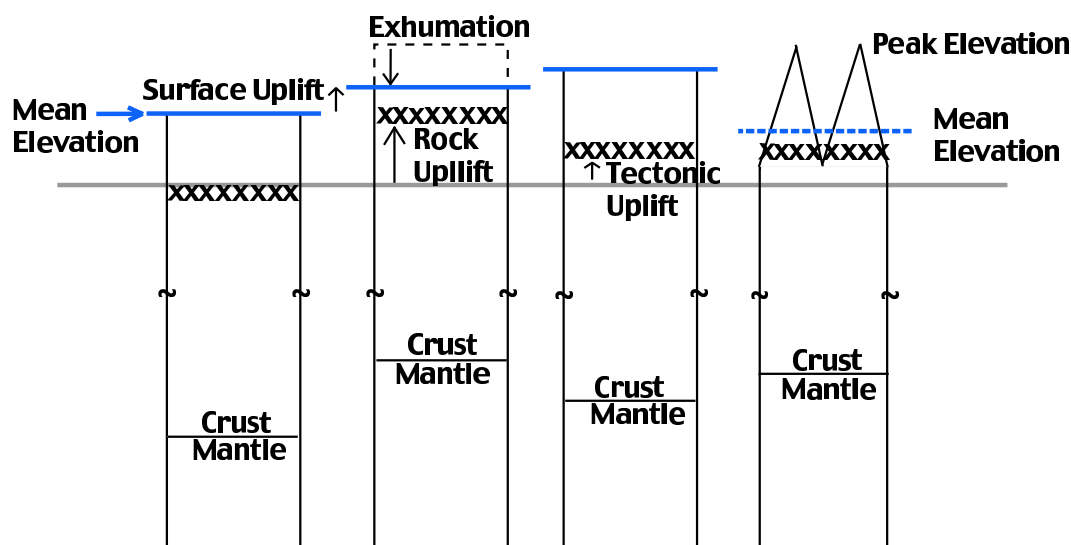 Exhumation
Peak Elevation
Surface Uplift
Mean
Elevation
Mean
Elevation
XXXXXXXX
Rock
Upllift
XXXXXXXX
Tectonic
Uplift
XXXXXXXX
XXXXXXXX
Crust
Mantle
Crust
Mantle
Crust
Mantle
Crust
Mantle